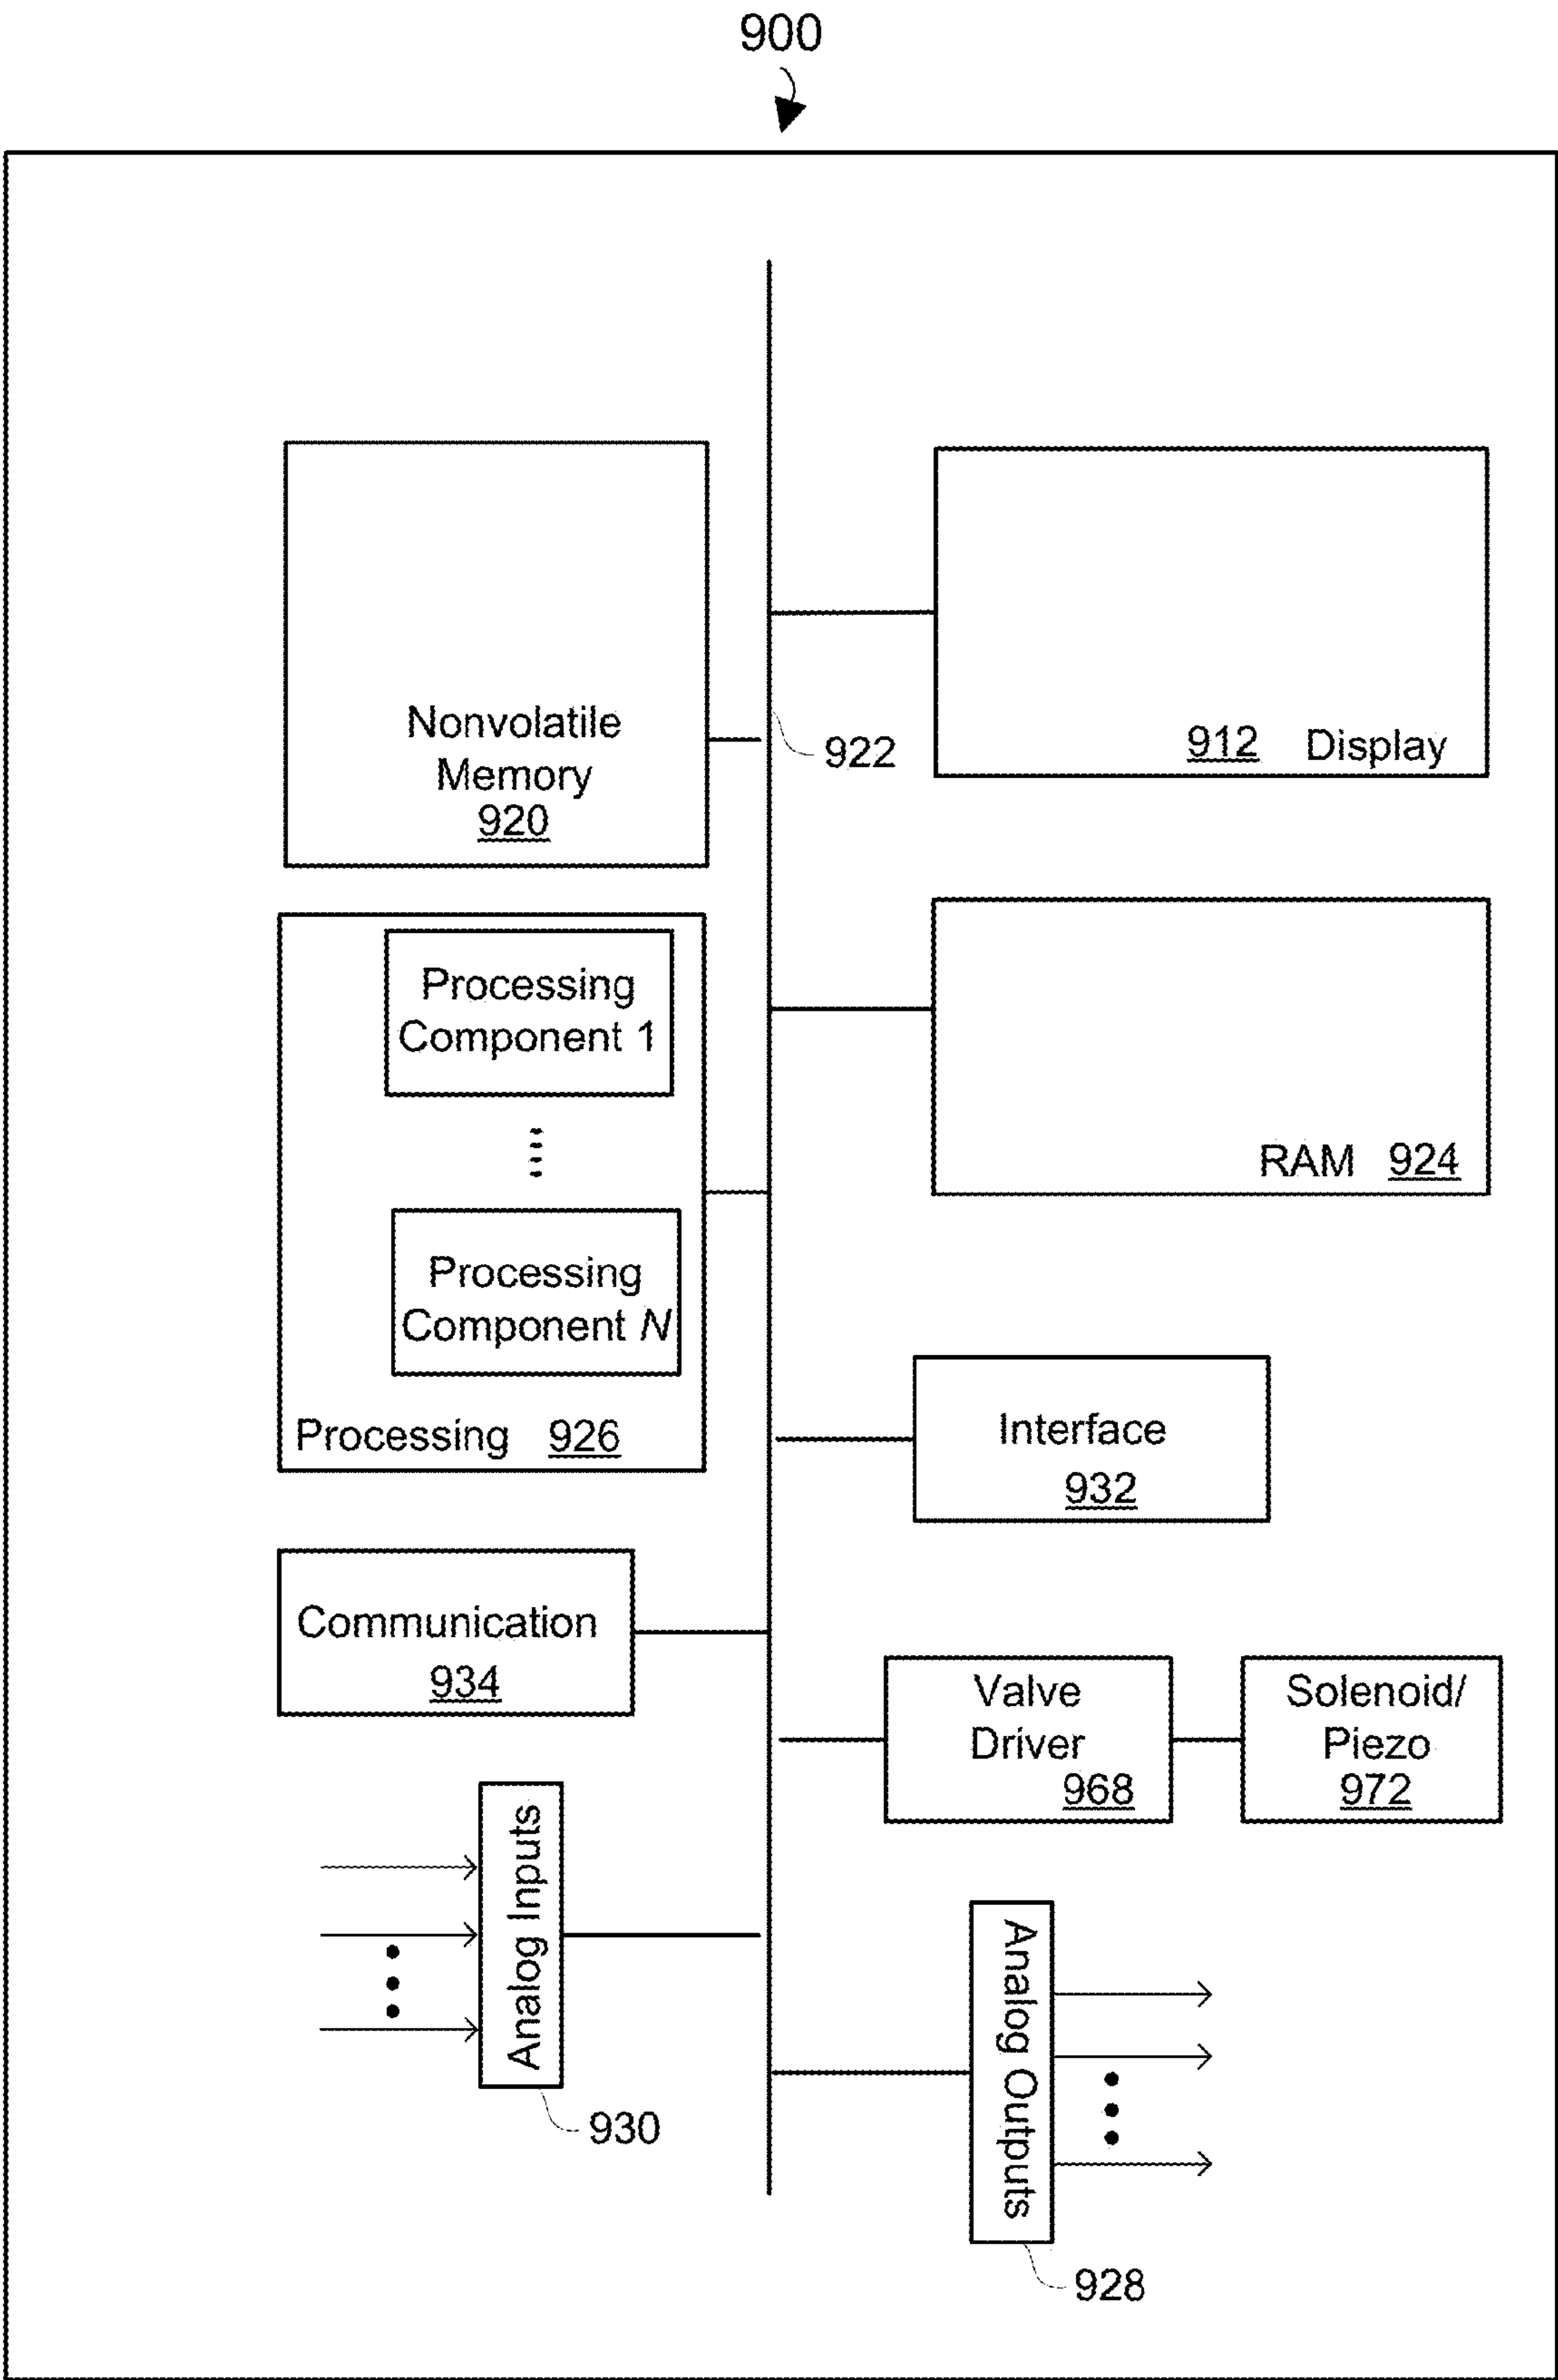 900
Nonvolatile
Memory
920
922
912 Display
Processing
Component 1
RAM 924
Processing
Component N
Processing 926
Interface
932
Communication
934
Valve
Driver
968
Solenoid/
Piezo
972
Analog Inputs
930
Analog Outputs
928